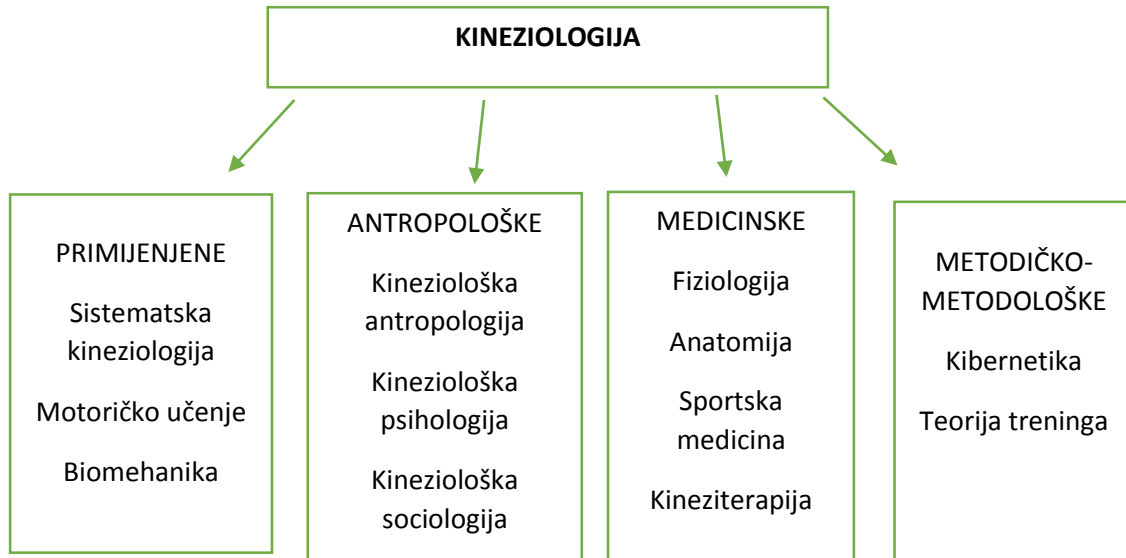 KINEZIOLOGIJA
PRIMIJENJENE
Sistematska
kineziologija
Motoričko učenje
Biomehanika
ANTROPOLOŠKE
Kineziološka
antropologija
Kineziološka
psihologija
Kineziološka
sociologija
MEDICINSKE
Fiziologija
Anatomija
Sportska
medicina
Kineziterapija
METODIČKO-
METODOLOŠKE
Kibernetika
Teorija treninga